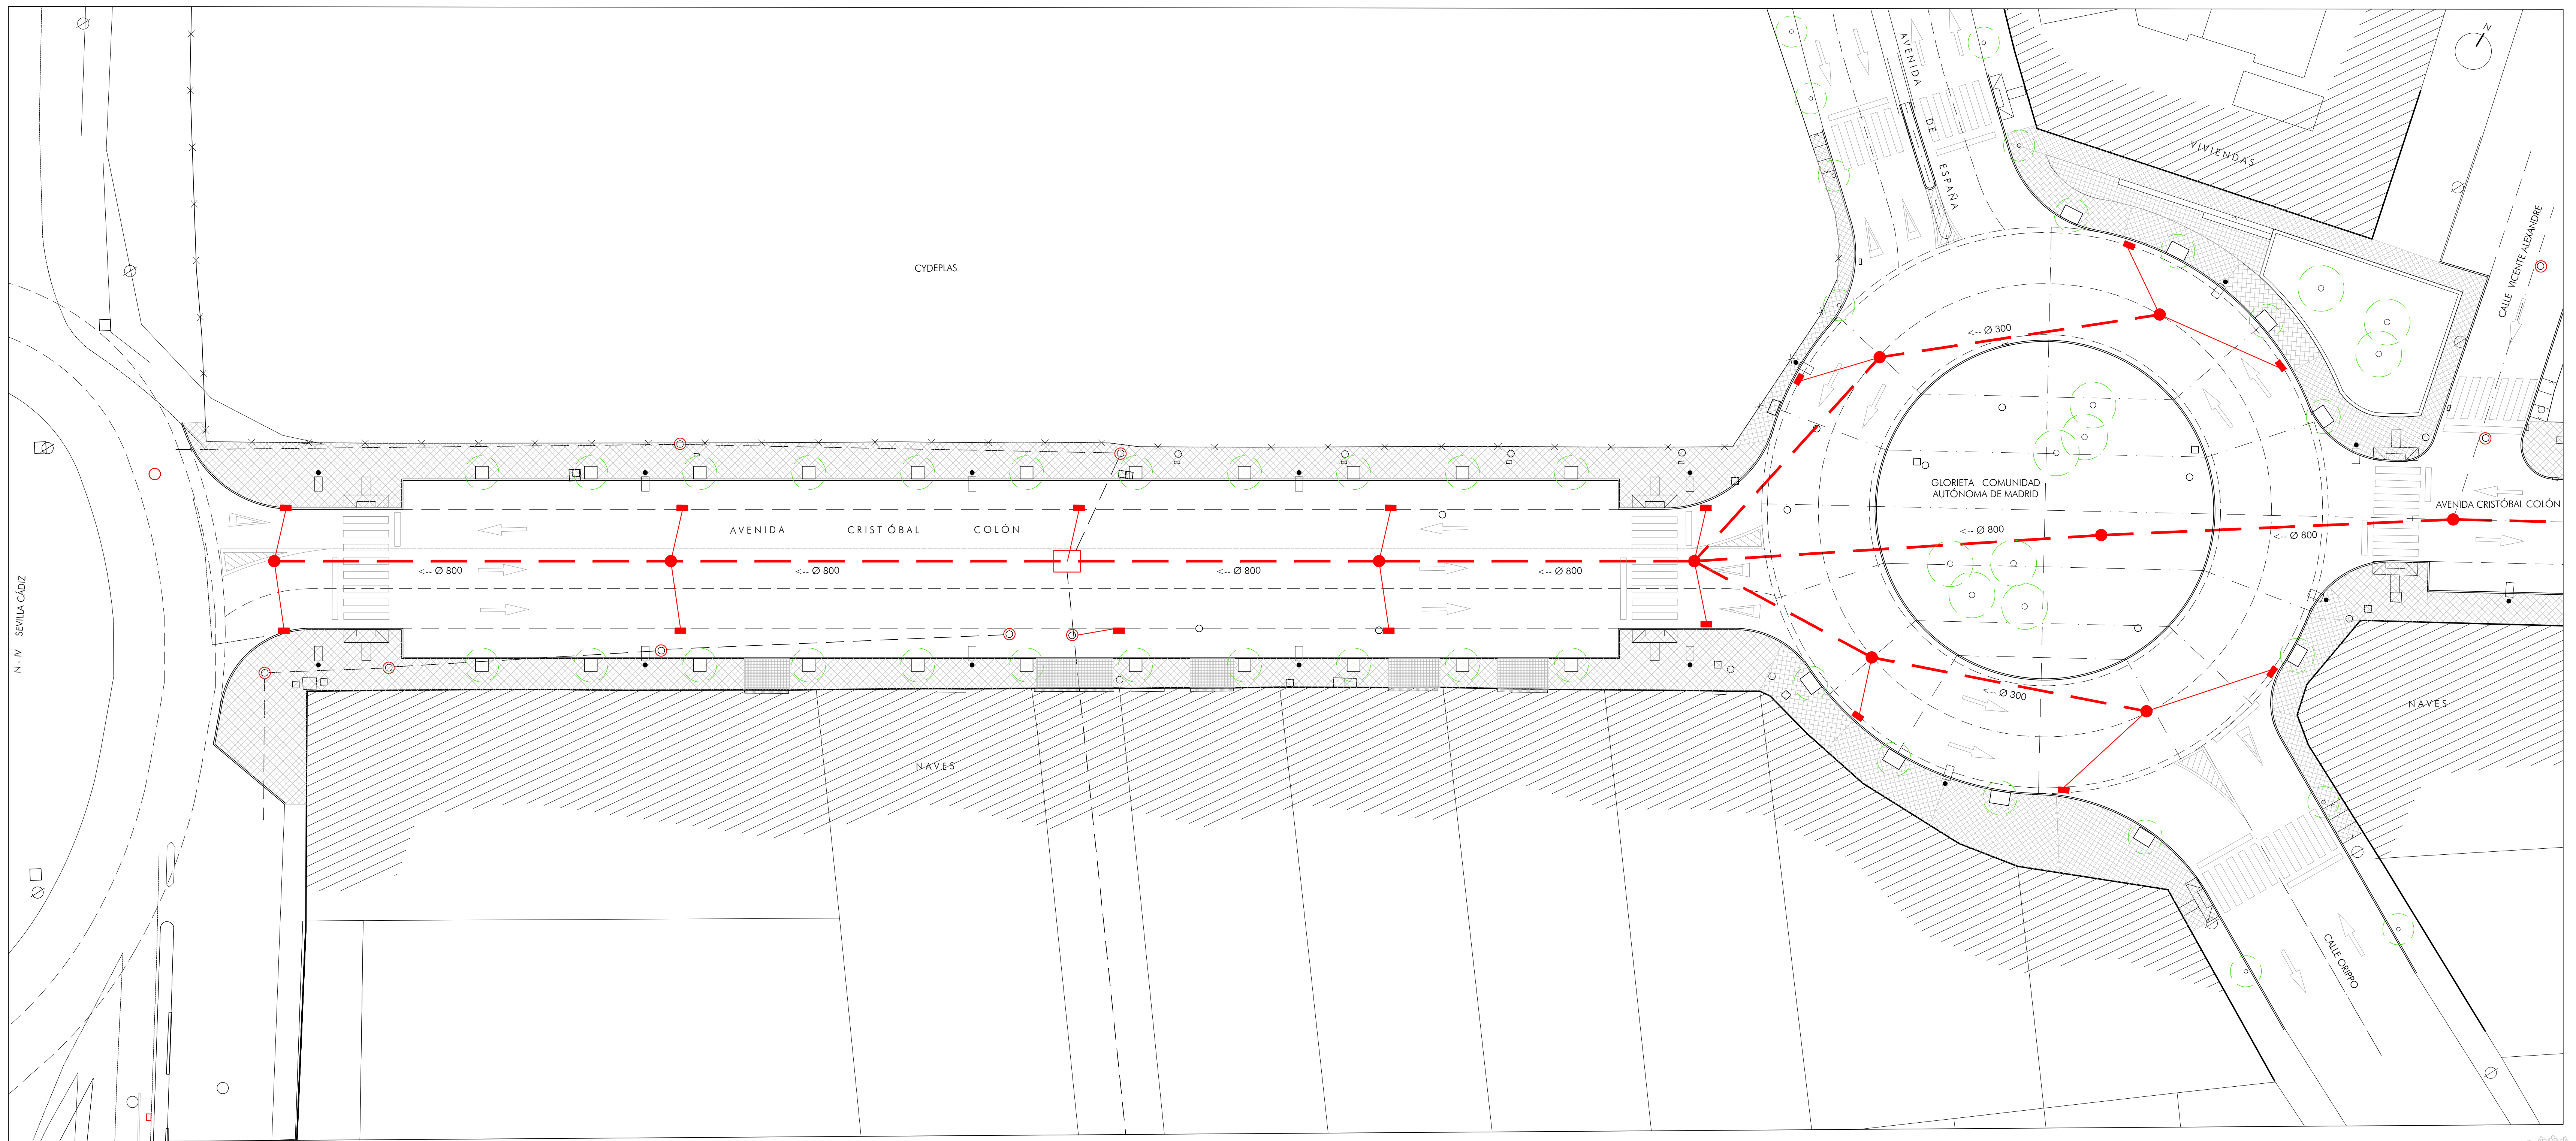 N
AVENIDA DE ESPAÑA
VIVIENDAS
CALLE VICENTE ALEXANDRE
CYDEPLAS
<-- Ø 300
GLORIETA COMUNIDAD
AUTÓNOMA DE MADRID
AVENIDA CRISTÓBAL COLÓN
AVENIDA CRISTÓBAL COLÓN
<-- Ø 800
<-- Ø 800
<-- Ø 800
<-- Ø 800
<-- Ø 800
<-- Ø 800
N - IV SEVILLA CÁDIZ
<-- Ø 300
NAVES
NAVES
CALLE ORIPPO